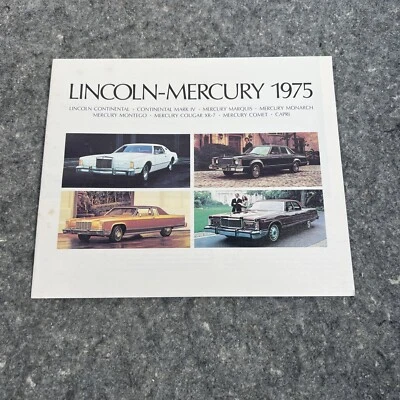 LINCOLN-MERCURY 1975
LINCOLN CONTINENTAL - CONTINENTAL MARK IV - MERCURY MARQUIS - MERCURY MONARCH
MERCURY MONTEGO - MERCURY COUGAR XR-7 - MERCURY COMET - CAPRI